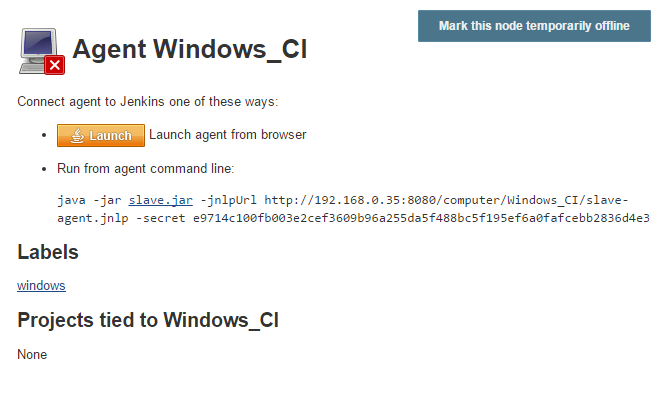 Mark this node temporarily offline
Agent Windows_CI
Connect agent to Jenkins one of these ways:
Launch Launch agent from browser
Run from agent command line:
java -jar slave.jar -jnlpUrl http://192.168.0.35:8080/computer/Windows_CI/slave-
agent.jnlp -secret e9714c100fb003e2cef3609b96a255da5f488bc5f195ef6a0fafcebb2836d4e3
Labels
windows
Projects tied to Windows_CI
None